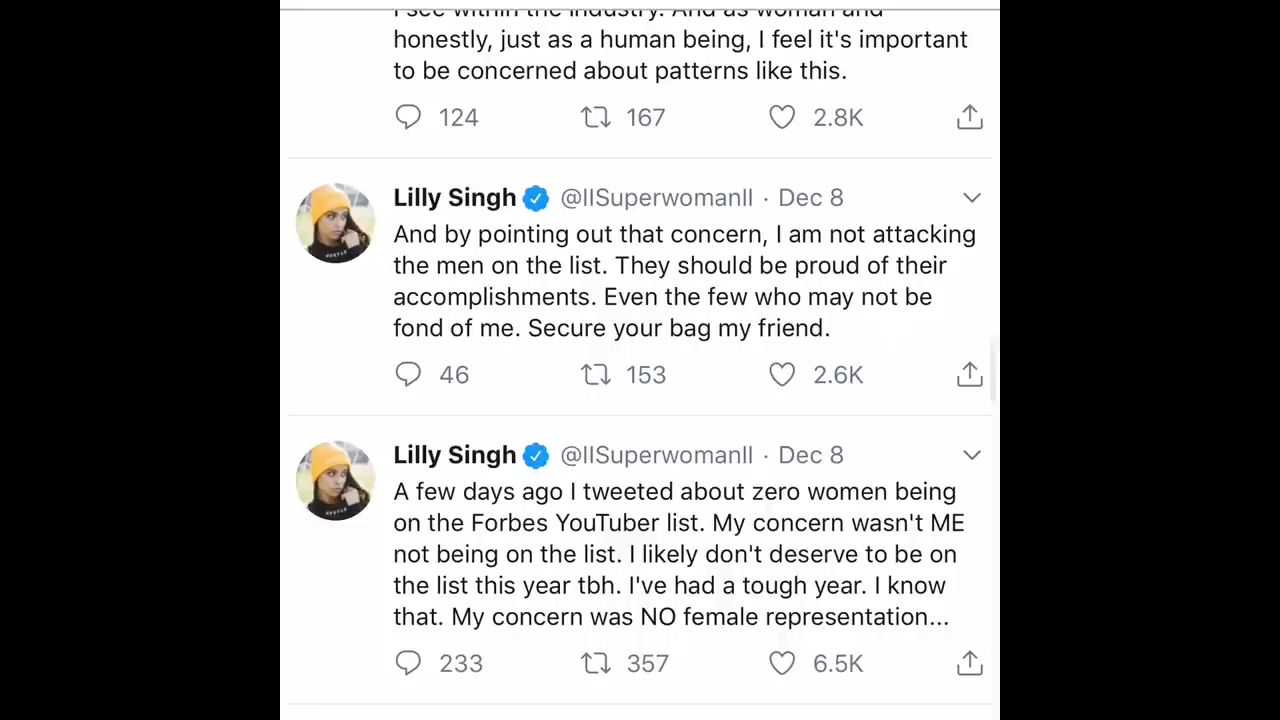 I see within the industry. And as woman and
honestly, just as a human being, I feel it's important
to be concerned about patterns like this.
124 167 2.8K
Lilly Singh @IISuperwomanII · Dec 8
And by pointing out that concern, I am not attacking
the men on the list. They should be proud of their
accomplishments. Even the few who may not be
fond of me. Secure your bag my friend.
46 153 2.6K
Lilly Singh @IISuperwomanII · Dec 8
A few days ago I tweeted about zero women being
on the Forbes YouTuber list. My concern wasn't ME
not being on the list. I likely don't deserve to be on
the list this year tbh. I've had a tough year. I know
that. My concern was NO female representation...
233 357 6.5K